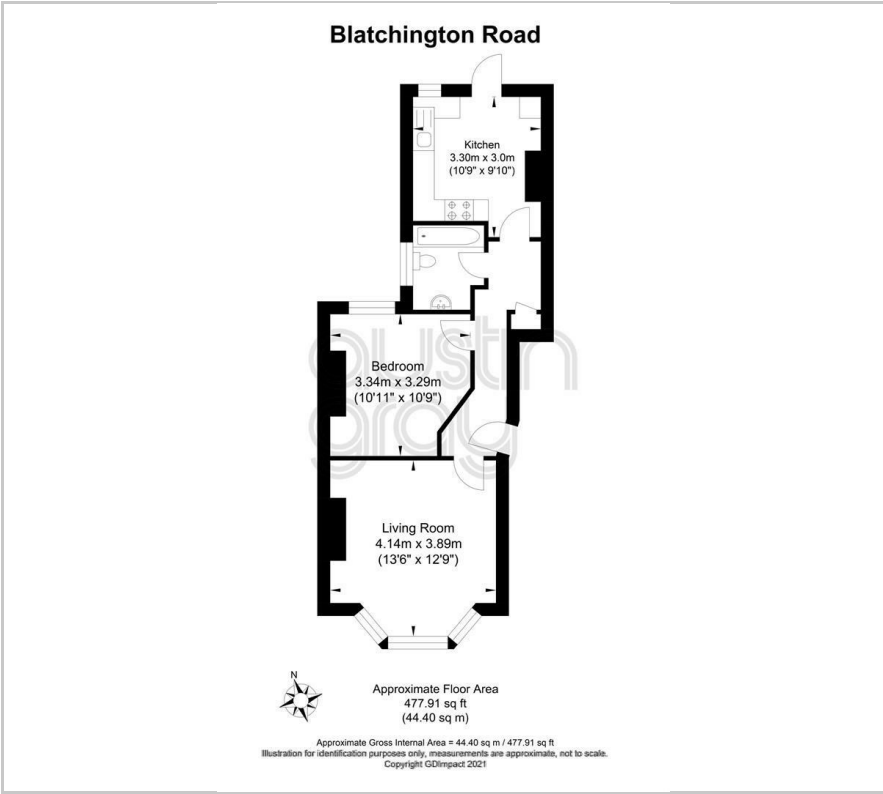 Blatchington Road
Kitchen
3.30m x 3.0m
(10'9" x 9'10")
Bedroom
3.34m x 3.29m
(10'11" x 10'9")
Living Room
4.14m x 3.89m
(13'6" x 12'9")
N
Approximate Floor Area
477.91 sq ft
(44.40 sq m)
Approximate Gross Internal Area = 44.40 sq m / 477.91 sq ft
Illustration for identification purposes only, measurements are approximate, not to scale.
Copyright GDImpact 2021
gustin
gray